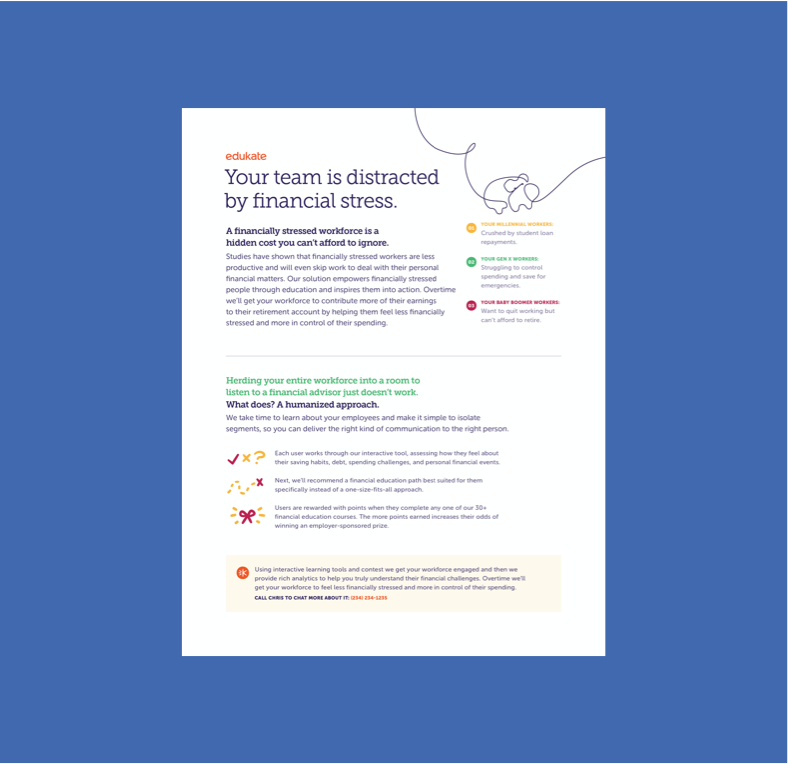 edukate
Your team is distracted
by financial stress.
A financially stressed workforce is a
hidden cost you can't afford to ignore.
Studies have shown that financially stressed workers are less
productive and will even skip work to deal with their personal
financial matters. Our solution empowers financially stressed
people through education and inspires them into action. Overtime
we'll get your workforce to contribute more of their earnings
to their retirement account by helping them feel less financially
stressed and more in control of their spending.
01
YOUR MILLENNIAL WORKERS:
Crushed by student loan
repayments.
02
YOUR GEN X WORKERS:
Struggling to control
spending and save for
emergencies.
03
YOUR BABY BOOMER WORKERS:
Want to quit working but
can't afford to retire.
Herding your entire workforce into a room to
listen to a financial advisor just doesn't work.
What does? A humanized approach.
We take time to learn about your employees and make it simple to isolate
segments, so you can deliver the right kind of communication to the right person.
Each user works through our interactive tool, assessing how they feel about
their saving habits, debt, spending challenges, and personal financial events.
Next, we'll recommend a financial education path best suited for them
specifically instead of a one-size-fits-all approach.
Users are rewarded with points when they complete any one of our 30+
financial education courses. The more points earned increases their odds of
winning an employer-sponsored prize.
Using interactive learning tools and contest we get your workforce engaged and then we
provide rich analytics to help you truly understand their financial challenges. Overtime we'll
get your workforce to feel less financially stressed and more in control of their spending.
CALL CHRIS TO CHAT MORE ABOUT IT: (234) 234-1235